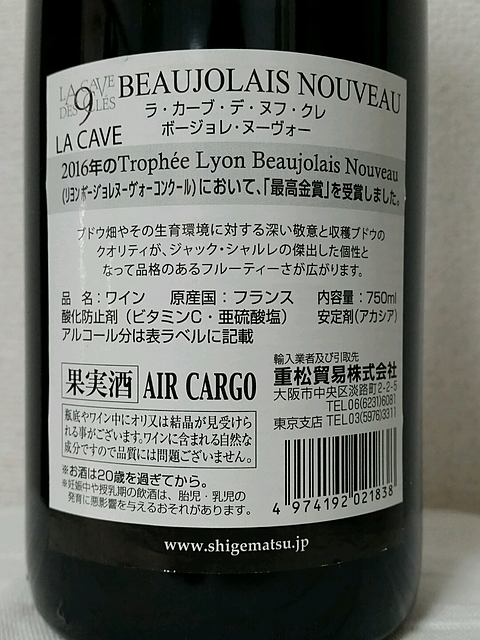 LA CAVE
DES 9 CLÉS
BEAUJOLAIS NOUVEAU
LA CAVE
ラ・カーブ・デ・ヌフ・クレ
ボージョレ・ヌーヴォー
2016年のTrophée Lyon Beaujolais Nouveau
(リヨンボージョレヌーヴォーコンクール)において、「最高金賞」を受賞しました。
ブドウ畑やその生育環境に対する深い敬意と収穫ブドウの
クオリティが、ジャック・シャルレの傑出した個性と
なって品格のあるフルーティーさが広がります。
品名:ワイン 原産国:フランス 内容量:750ml
酸化防止剤(ビタミンC・亜硫酸塩) 安定剤(アカシア)
アルコール分は表ラベルに記載
果実酒 AIR CARGO
瓶底やワイン中にオリ又は結晶が見受けら
れる事がございます。ワインに含まれる自然な
成分ですので品質には問題ございません。
※お酒は20歳を過ぎてから。
※妊娠中や授乳期の飲酒は、胎児・乳児の
発育に悪影響を与えるおそれがあります。
輸入業者及び引取先
重松貿易株式会社
大阪市中央区淡路町2-2-5
TEL06(6231)6081
東京支店 TEL03(5976)3311
4 974192 021838
www.shigematsu.jp